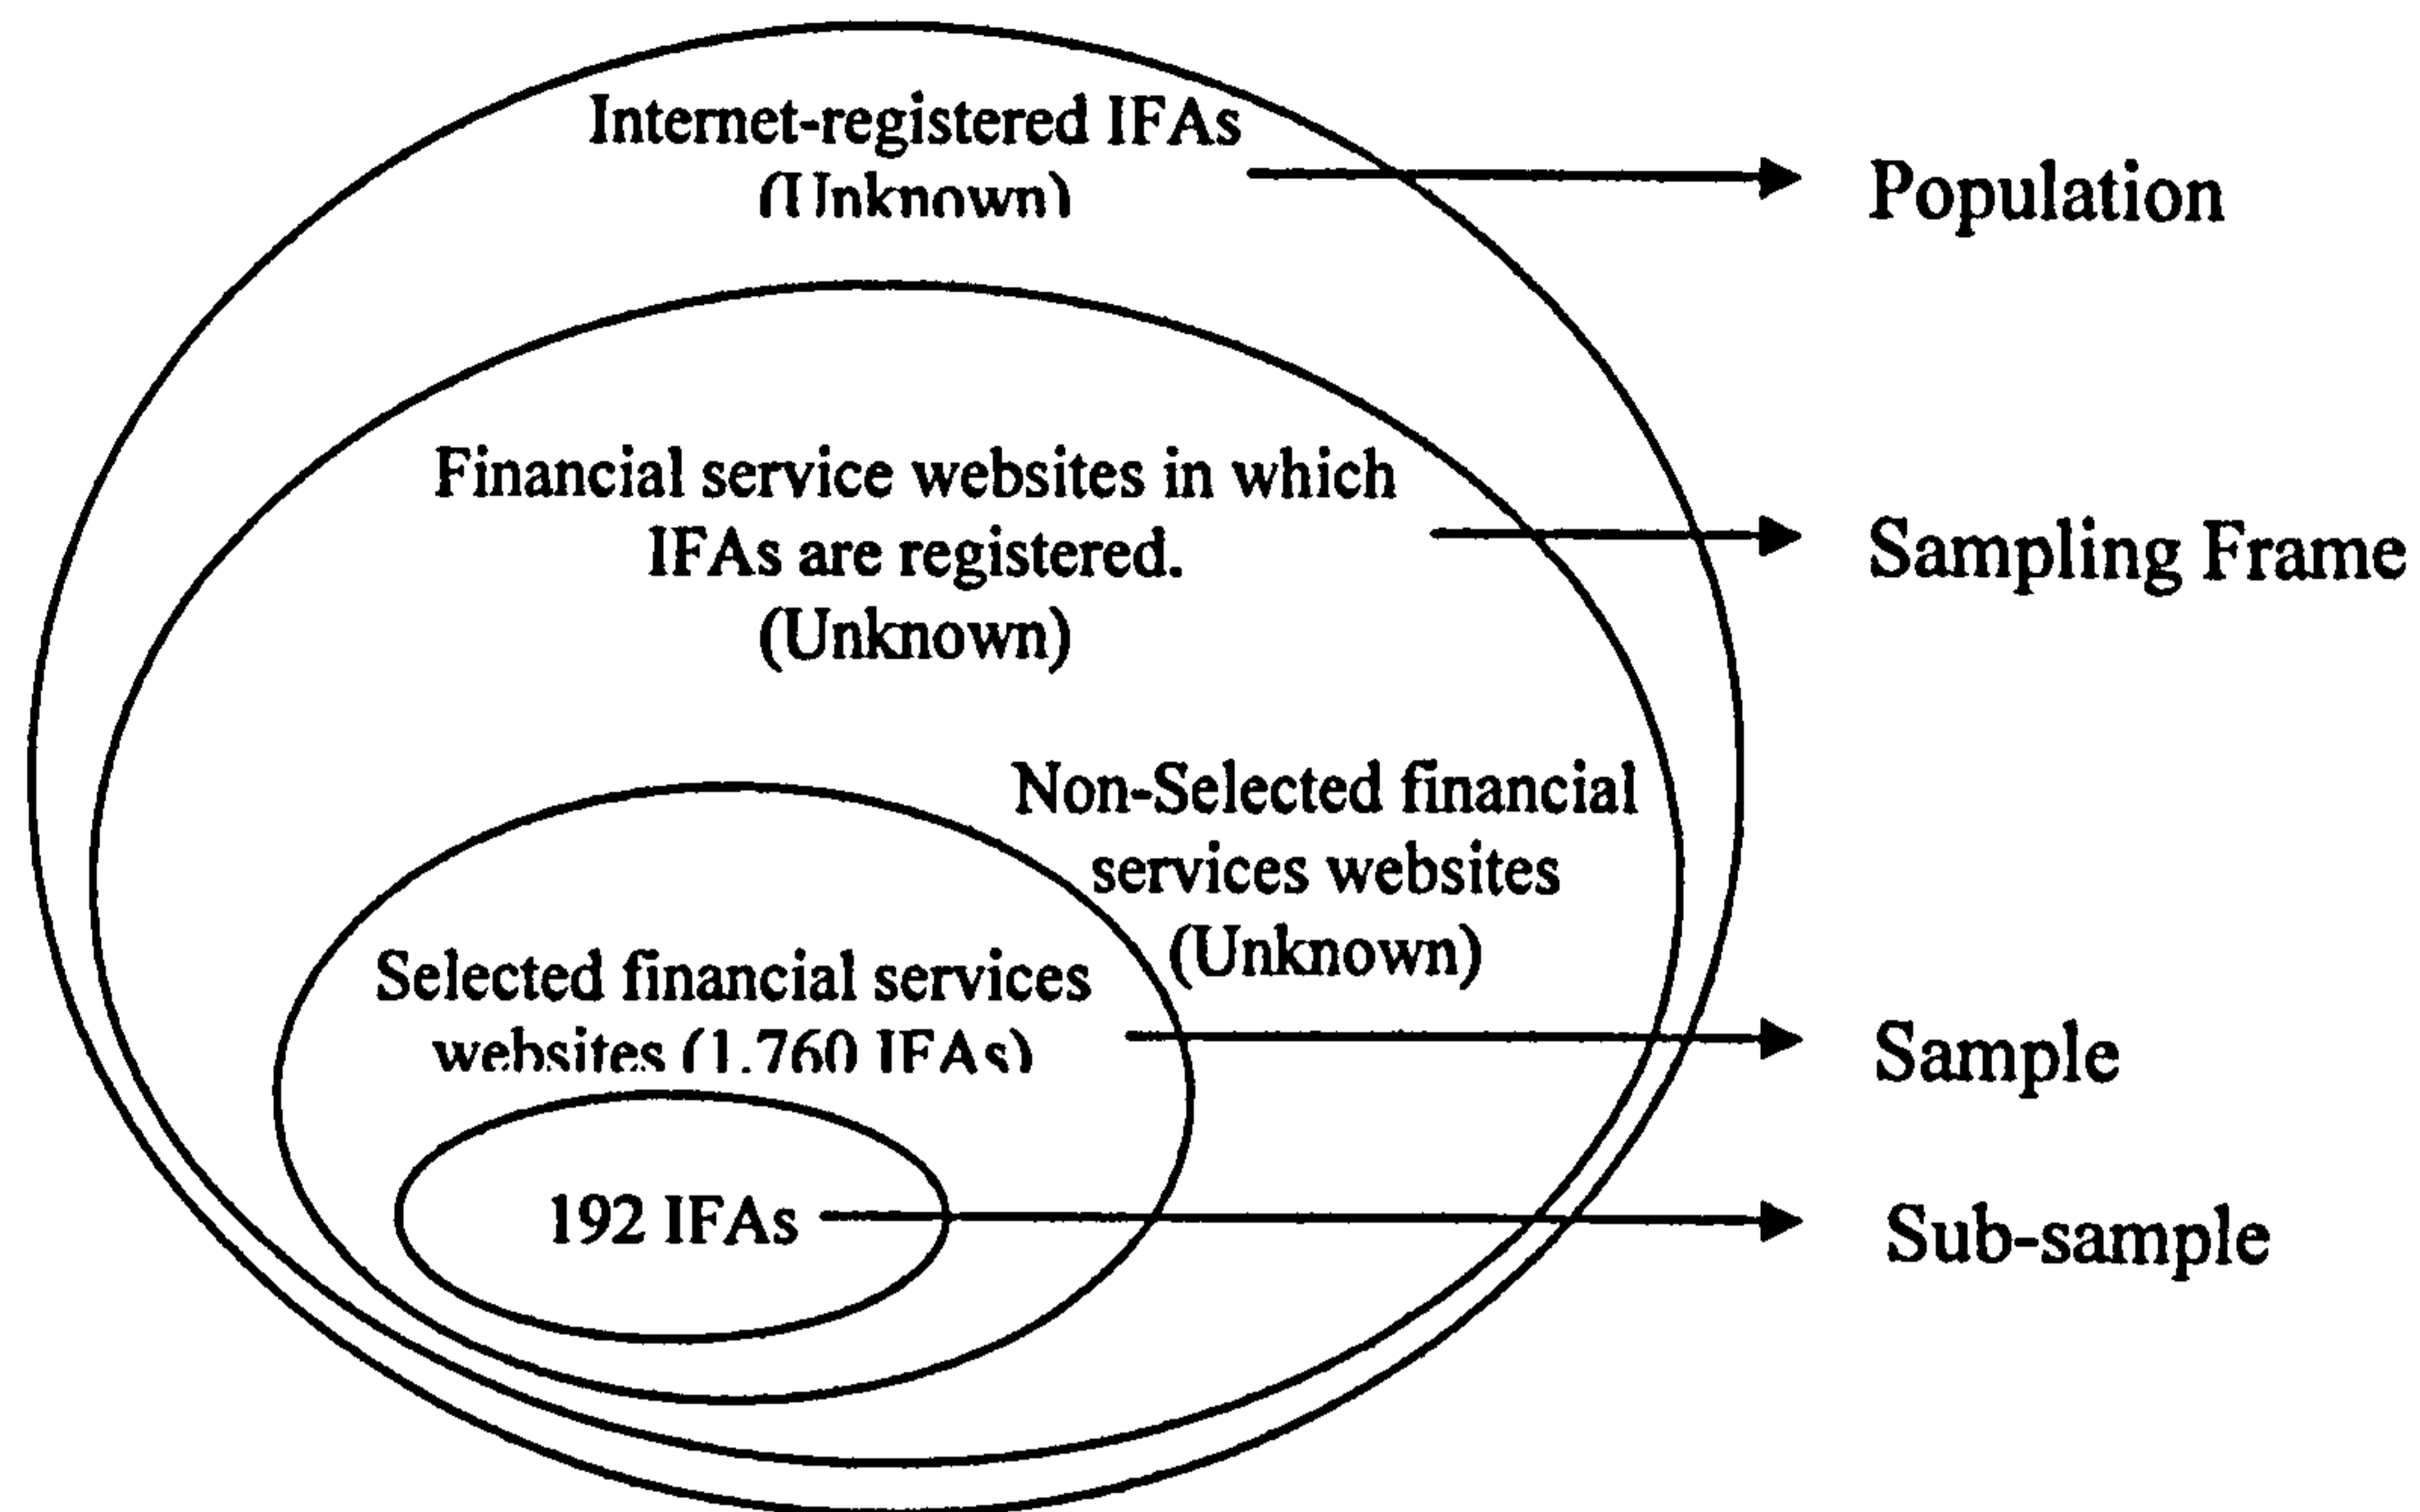 Internet-registered IFAs
(Unknown)
Population
Financial service websites in which
IFAs are registered.
(Unknown)
Sampling Frame
Non-Selected financial
services websites
(Unknown)
Selected financial services
websites (1,760 IFAs)
Sample
192 IFAs
Sub-sample